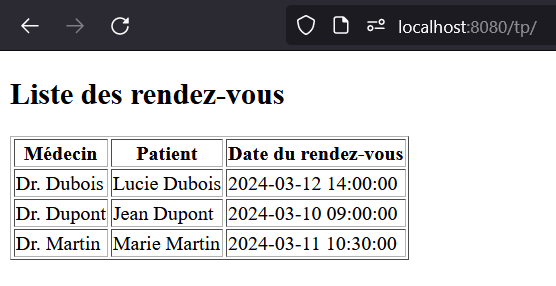 localhost:8080/tp/
Liste des rendez-vous
Médecin Patient Date du rendez-vous
Dr. Dubois Lucie Dubois 2024-03-12 14:00:00
Dr. Dupont Jean Dupont 2024-03-10 09:00:00
Dr. Martin Marie Martin 2024-03-11 10:30:00